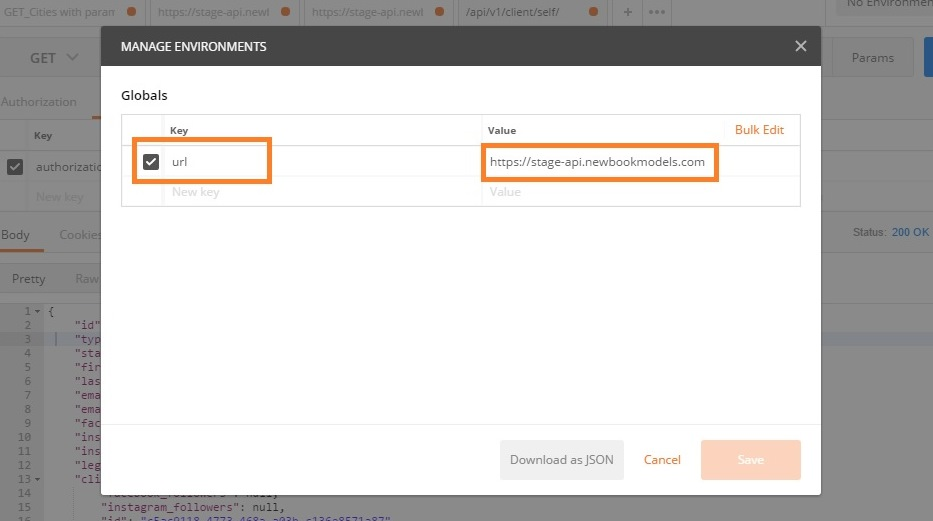 GET_Cities with param
https://stage-api.newl
https://stage-api.newl
/api/v1/client/self/
+
•••
No Environment
MANAGE ENVIRONMENTS
GET
Params
Globals
Authorization
Key
Value
Bulk Edit
Key
url
https://stage-api.newbookmodels.com
authorizatio
New key
Value
New key
Body
Cookies
Status: 200 OK
Pretty
Raw
1 {
2 "id"
3 "typ
4 "sta
5 "fir
6 "las
7 "ema
8 "ema
9 "fac
10 "ins
11 "ins
12 "leg
13 "cli
14 "facebook_followers": null,
15 "instagram_followers": null,
16
Download as JSON
Cancel
Save